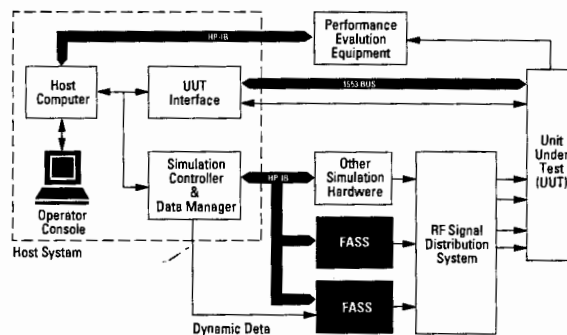 HP-IB
Performance
Evalution
Equipment
Host
Computer
UUT
Interface
1553 BUS
Unit
Under
Test
(UUT)
Simulation
Controller
&
Data Manager
HP-IB
Other
Simulation
Hardware
Operator
Console
FASS
RF Signal
Distribution
System
Host System
FASS
Dynamic Data